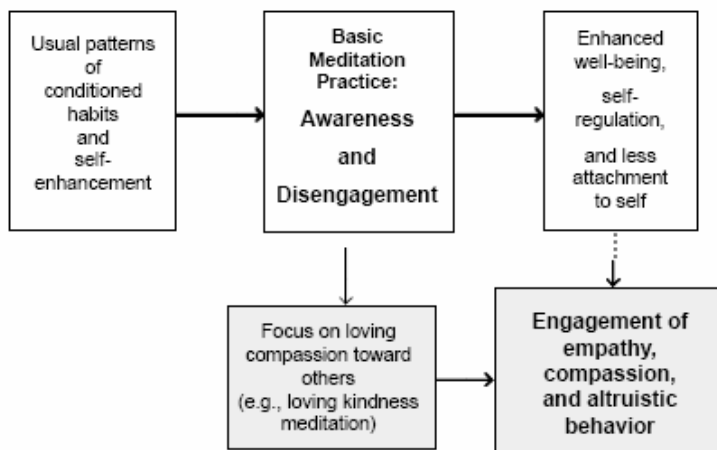 Usual patterns
of
conditioned
habits
and
self-
enhancement
Basic
Meditation
Practice:
Awareness
and
Disengagement
Enhanced
well-being,
self-
regulation,
and less
attachment
to self
Focus on loving
compassion toward
others
(e.g., loving kindness
meditation)
Engagement of
empathy,
compassion,
and altruistic
behavior